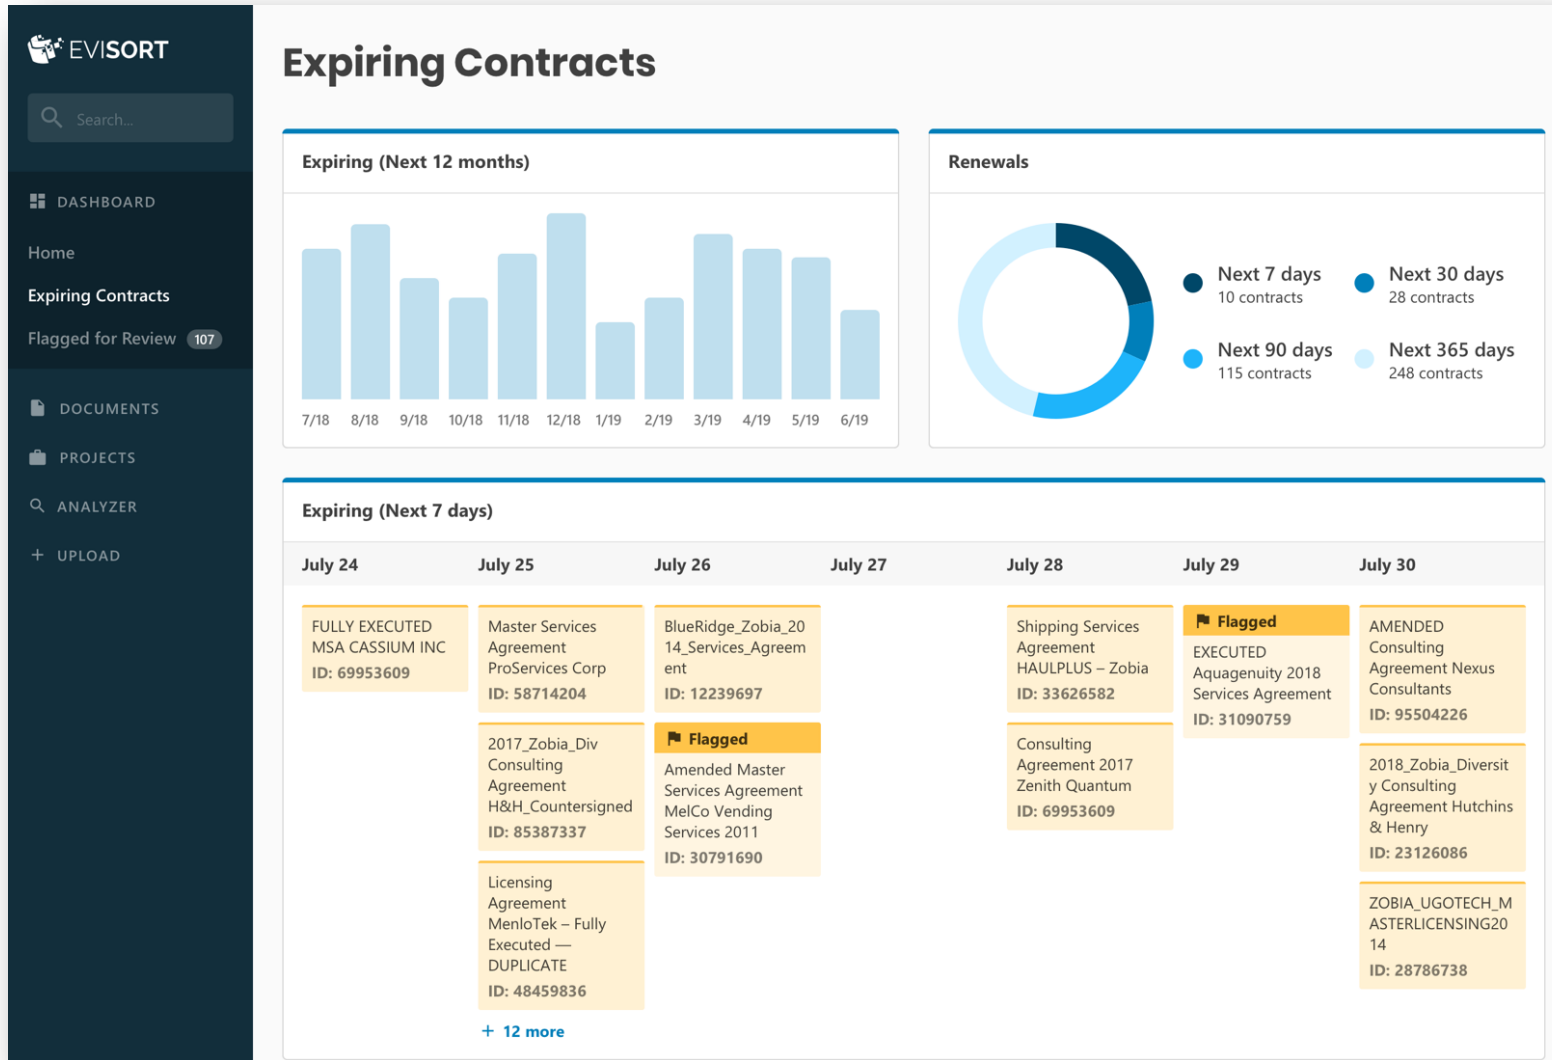 EVISORT
Search...
DASHBOARD
Home
Expiring Contracts
Flagged for Review 107
DOCUMENTS
PROJECTS
ANALYZER
UPLOAD
Expiring Contracts
Expiring (Next 12 months)
7/18 8/18 9/18 10/18 11/18 12/18 1/19 2/19 3/19 4/19 5/19 6/19
Renewals
Next 7 days
10 contracts
Next 30 days
28 contracts
Next 90 days
115 contracts
Next 365 days
248 contracts
Expiring (Next 7 days)
July 24
FULLY EXECUTED
MSA CASSIUM INC
ID: 69953609
July 25
Master Services
Agreement
ProServices Corp
ID: 58714204
2017_Zobia_Div
Consulting
Agreement
H&H_Countersigned
ID: 85387337
Licensing
Agreement
MenloTek – Fully
Executed —
DUPLICATE
ID: 48459836
+ 12 more
July 26
BlueRidge_Zobia_20
14_Services_Agreem
ent
ID: 12239697
Flagged
Amended Master
Services Agreement
MelCo Vending
Services 2011
ID: 30791690
July 27
July 28
Shipping Services
Agreement
HAULPLUS – Zobia
ID: 33626582
Consulting
Agreement 2017
Zenith Quantum
ID: 69953609
July 29
Flagged
EXECUTED
Aquagenuity 2018
Services Agreement
ID: 31090759
July 30
AMENDED
Consulting
Agreement Nexus
Consultants
ID: 95504226
2018_Zobia_Diversit
y Consulting
Agreement Hutchins
& Henry
ID: 23126086
ZOBIA_UGOTECH_M
ASTERLICENSING20
14
ID: 28786738